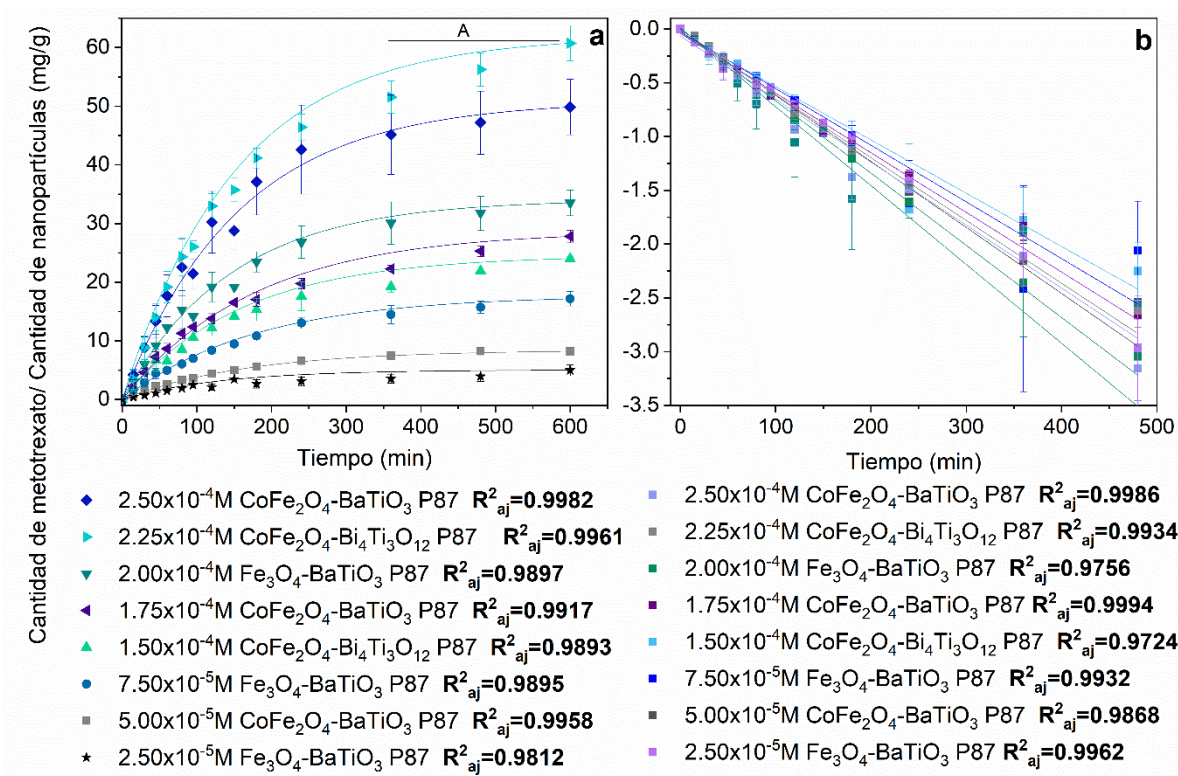 Cantidad de metotrexato/ Cantidad de nanopartículas (mg/g)
A
a
60
50
40
30
20
10
0
0 100 200 300 400 500 600
Tiempo (min)
b
0.0
-0.5
-1.0
-1.5
-2.0
-2.5
-3.0
-3.5
0 100 200 300 400 500
Tiempo (min)
2.50x10⁻⁴M CoFe₂O₄-BaTiO₃ P87 R²aj=0.9982
2.25x10⁻⁴M CoFe₂O₄-Bi₄Ti₃O₁₂ P87 R²aj=0.9961
2.00x10⁻⁴M Fe₃O₄-BaTiO₃ P87 R²aj=0.9897
1.75x10⁻⁴M CoFe₂O₄-BaTiO₃ P87 R²aj=0.9917
1.50x10⁻⁴M CoFe₂O₄-Bi₄Ti₃O₁₂ P87 R²aj=0.9893
7.50x10⁻⁵M Fe₃O₄-BaTiO₃ P87 R²aj=0.9895
5.00x10⁻⁵M CoFe₂O₄-BaTiO₃ P87 R²aj=0.9958
2.50x10⁻⁵M Fe₃O₄-BaTiO₃ P87 R²aj=0.9812
2.50x10⁻⁴M CoFe₂O₄-BaTiO₃ P87 R²aj=0.9986
2.25x10⁻⁴M CoFe₂O₄-Bi₄Ti₃O₁₂ P87 R²aj=0.9934
2.00x10⁻⁴M Fe₃O₄-BaTiO₃ P87 R²aj=0.9756
1.75x10⁻⁴M CoFe₂O₄-BaTiO₃ P87 R²aj=0.9994
1.50x10⁻⁴M CoFe₂O₄-Bi₄Ti₃O₁₂ P87 R²aj=0.9724
7.50x10⁻⁵M Fe₃O₄-BaTiO₃ P87 R²aj=0.9932
5.00x10⁻⁵M CoFe₂O₄-BaTiO₃ P87 R²aj=0.9868
2.50x10⁻⁵M Fe₃O₄-BaTiO₃ P87 R²aj=0.9962